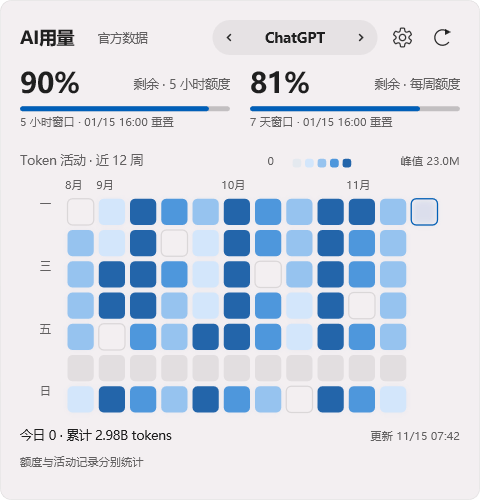 AI用量 官方数据 ChatGPT
90% 剩余 · 5 小时额度 81% 剩余 · 每周额度
5 小时窗口 · 01/15 16:00 重置 7 天窗口 · 01/15 16:00 重置
Token 活动 · 近 12 周 0 峰值 23.0M
8月 9月 10月 11月
一
三
五
日
今日 0 · 累计 2.98B tokens 更新 11/15 07:42
额度与活动记录分别统计